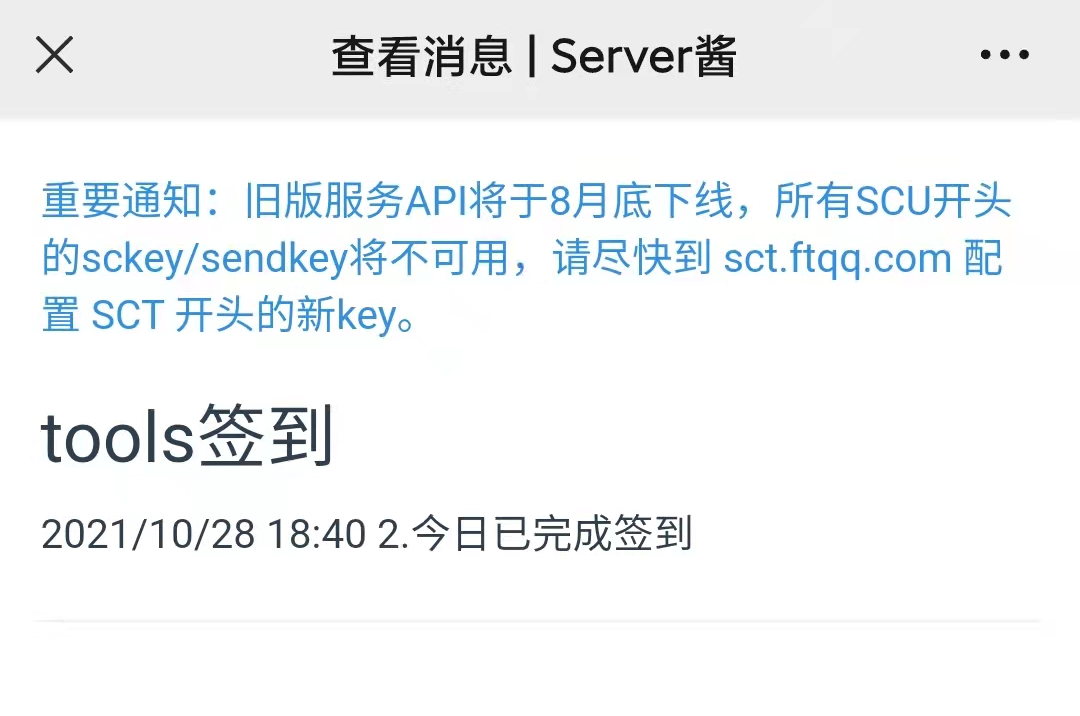 查看消息 | Server酱
重要通知：旧版服务API将于8月底下线，所有SCU开头
的sckey/sendkey将不可用，请尽快到 sct.ftqq.com 配
置 SCT 开头的新key。
tools签到
2021/10/28 18:40 2.今日已完成签到